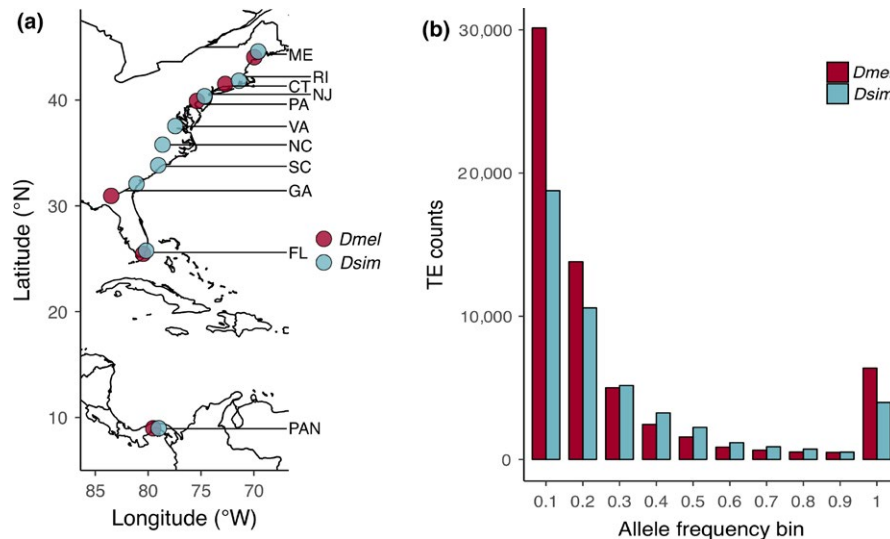 (a)
ME
RI
CT
NJ
PA
VA
NC
SC
GA
FL
PAN
Dmel
Dsim
Latitude (°N)
40
30
20
10
85
80
75
70
Longitude (°W)
(b)
Dmel
Dsim
TE counts
30,000
20,000
10,000
0
0.1 0.2 0.3 0.4 0.5 0.6 0.7 0.8 0.9 1
Allele frequency bin